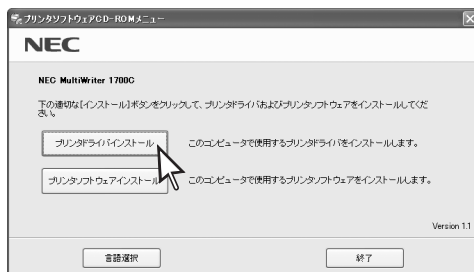 プリンタソフトウェアCD-ROMメニュー
NEC
NEC MultiWriter 1700C
下の適切な[インストール]ボタンをクリックして、プリンタドライバおよびプリンタソフトウェアをインストールしてくだ
さい。
プリンタドライバインストール
このコンピュータで使用するプリンタドライバをインストールします。
プリンタソフトウェアインストール
このコンピュータで使用するプリンタソフトウェアをインストールします。
Version 1.1
言語選択
終了